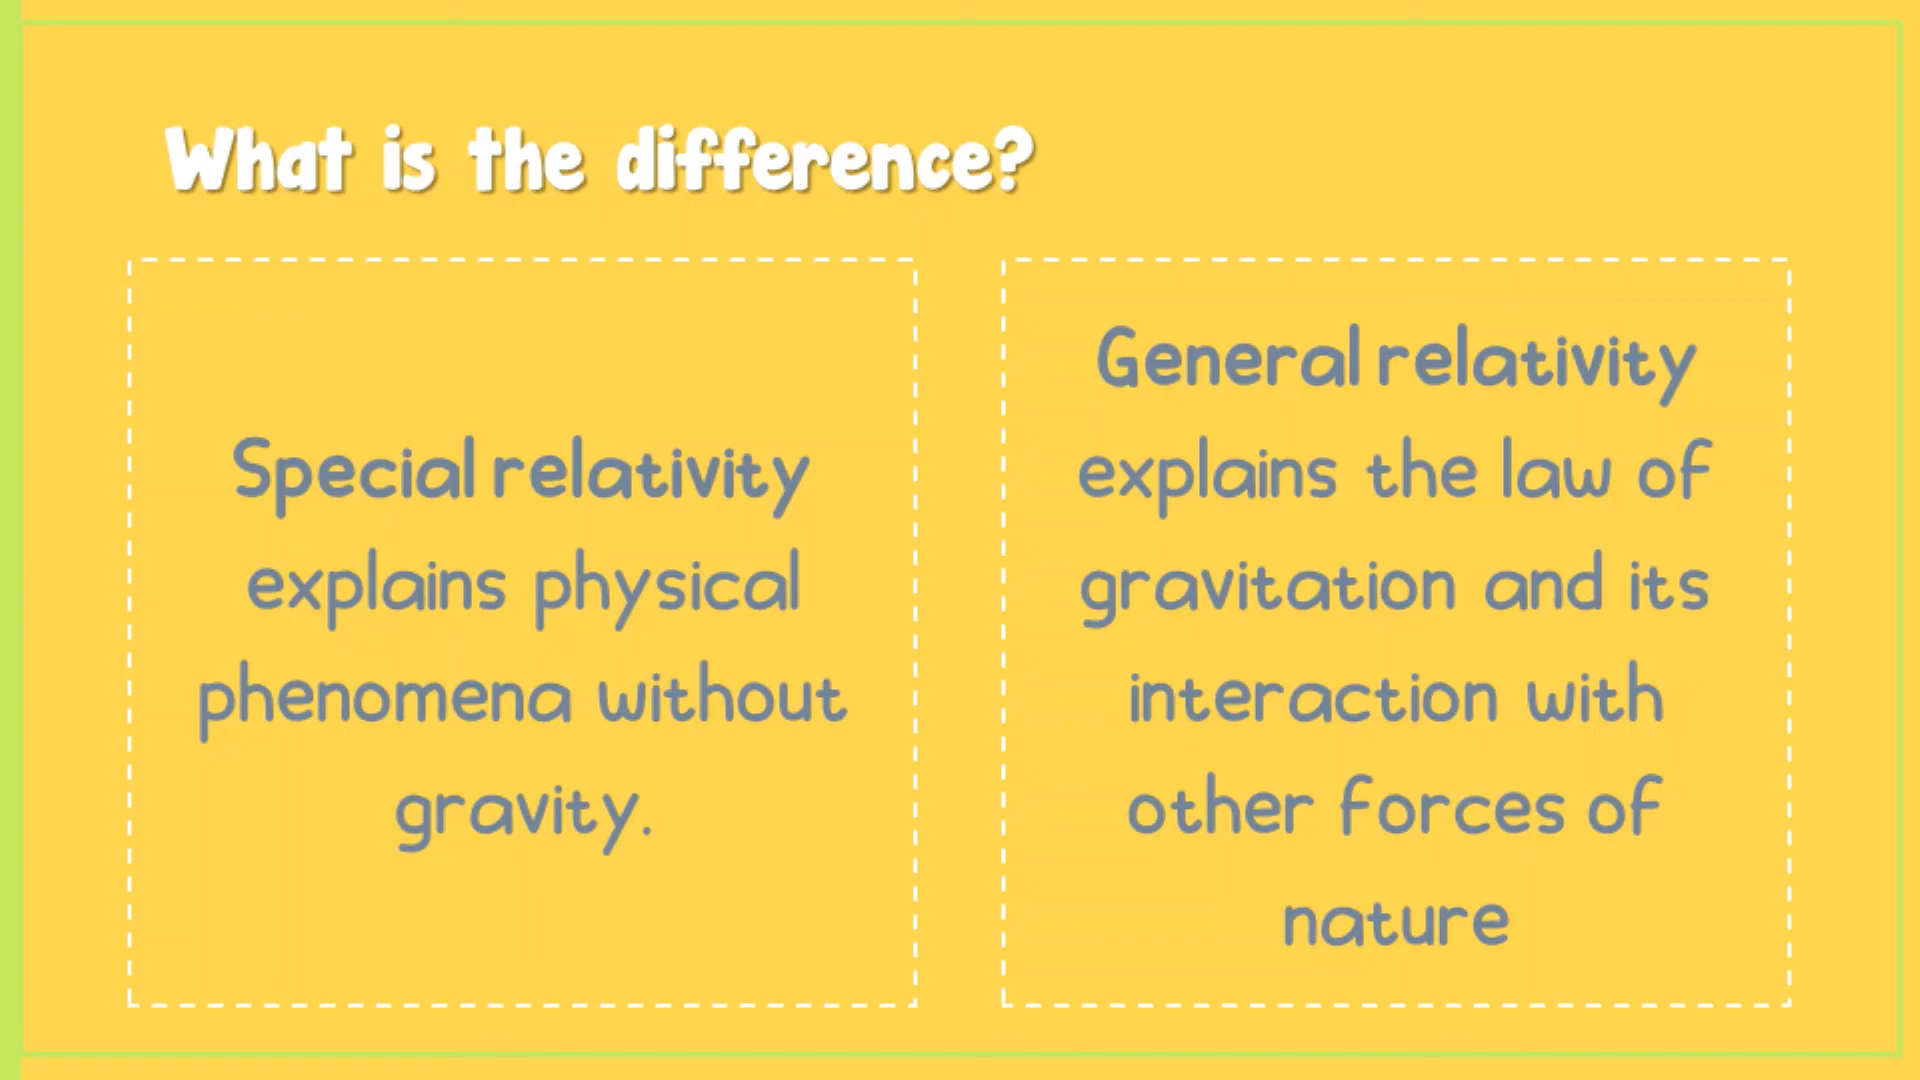 What is the difference?
Special relativity
explains physical
phenomena without
gravity.
General relativity
explains the law of
gravitation and its
interaction with
other forces of
nature